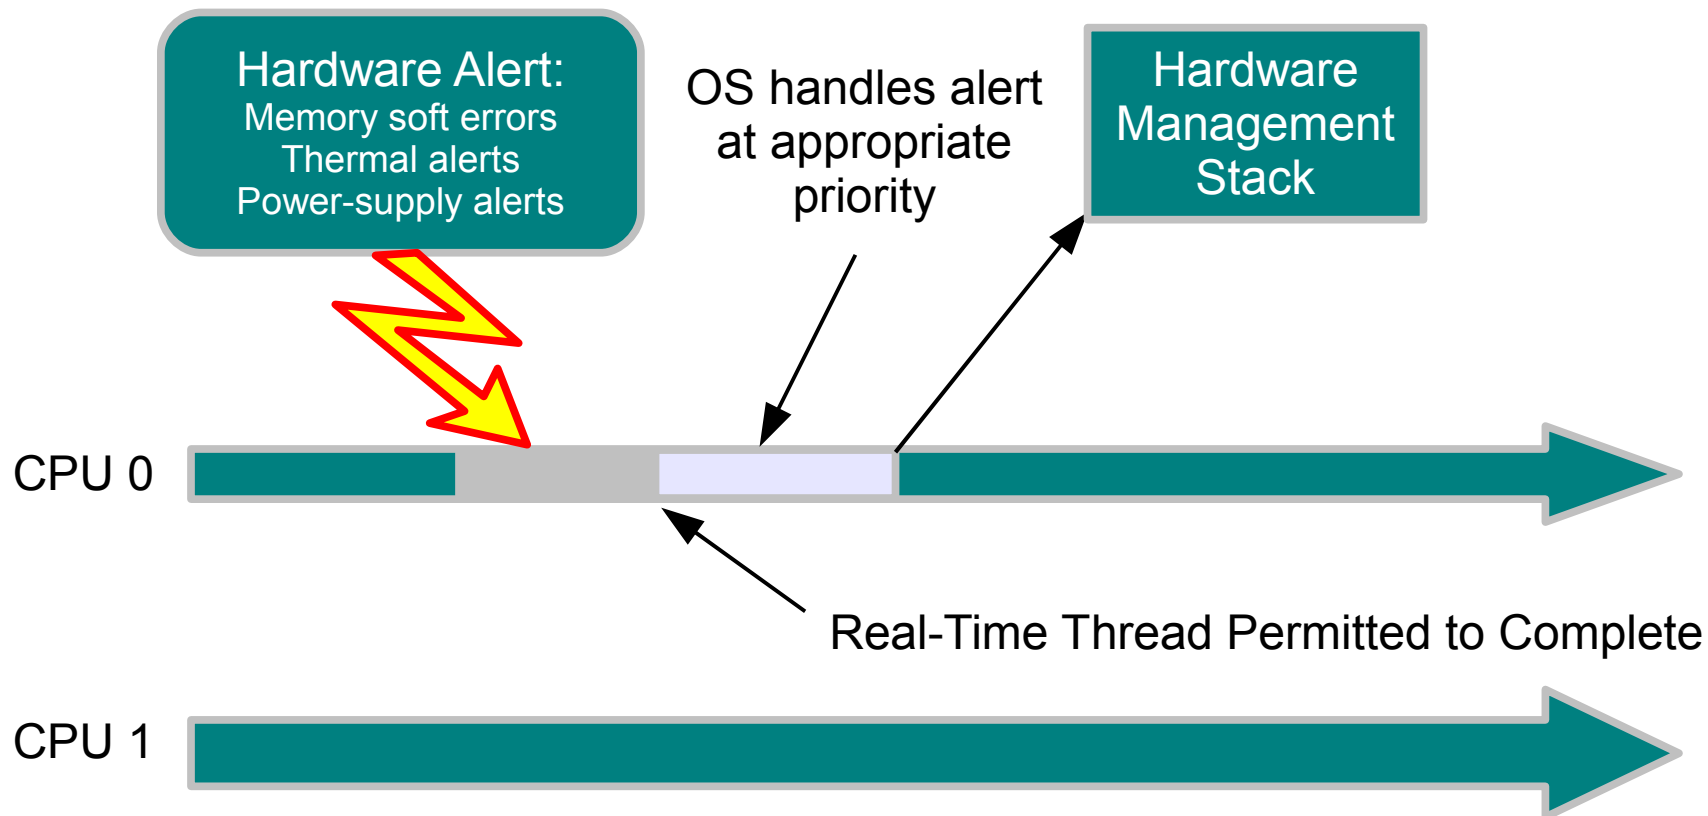 Hardware Alert:
Memory soft errors
Thermal alerts
Power-supply alerts
OS handles alert
at appropriate
priority
Hardware
Management
Stack
CPU 0
Real-Time Thread Permitted to Complete
CPU 1